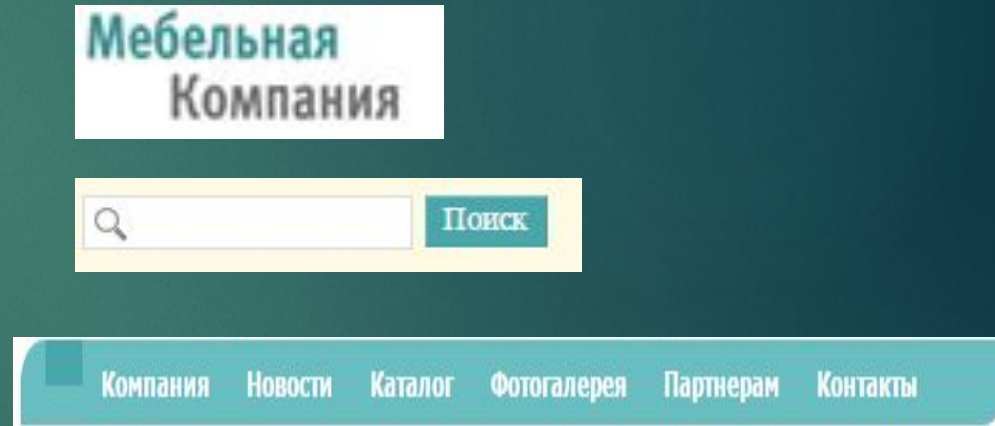 Мебельная
Компания
Поиск
Компания Новости Каталог Фотогалерея Партнерам Контакты